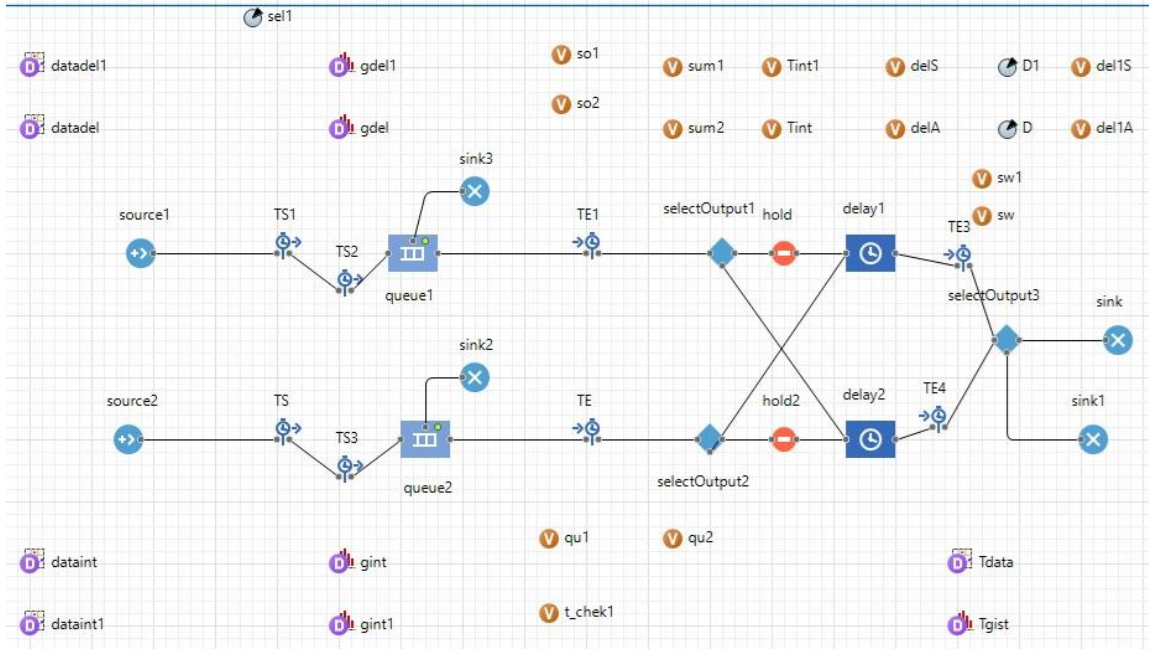 sel1
datadel1
gdel1
so1
sum1
Tint1
delS
D1
del1S
so2
datadel
gdel
sum2
Tint
delA
D
del1A
sink3
sw1
source1
TS1
TE1
selectOutput1
hold
delay1
sw
TE3
TS2
queue1
selectOutput3
sink
sink2
source2
TS
TE
hold2
delay2
TE4
sink1
TS3
queue2
selectOutput2
qu1
qu2
dataint
gint
Tdata
t_chek1
dataint1
gint1
Tgist